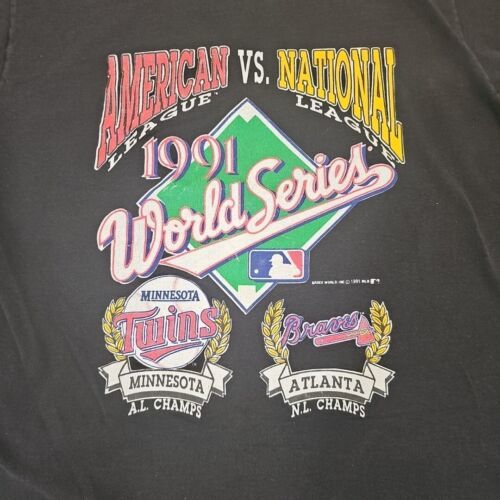 AMERICAN VS. NATIONAL
LEAGUE LEAGUE
1991
World Series
MINNESOTA
Twins
Braves
MINNESOTA
A.L. CHAMPS
ATLANTA
N.L. CHAMPS